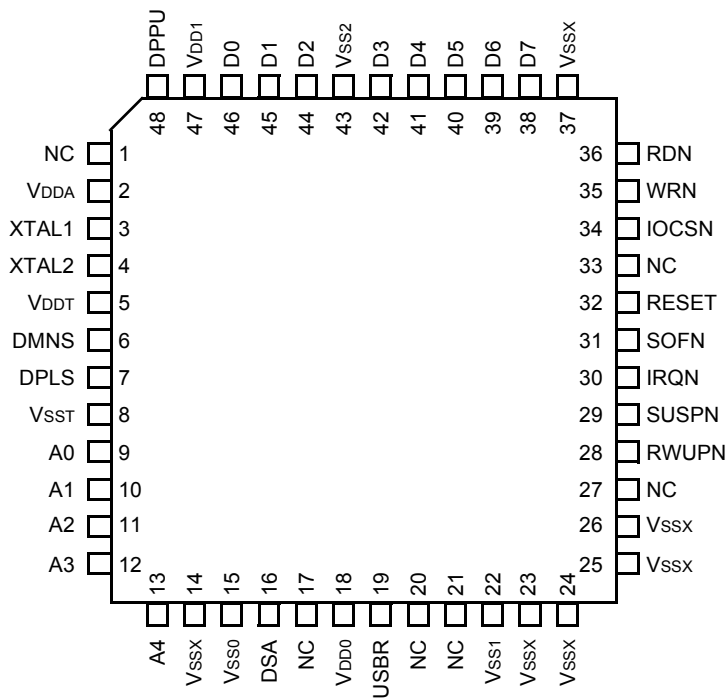 DPPU VDD1 D0 D1 D2 VSS2 D3 D4 D5 D6 D7 VSSX
48 47 46 45 44 43 42 41 40 39 38 37
NC 1 36 RDN
VDDA 2 35 WRN
XTAL1 3 34 IOCSN
XTAL2 4 33 NC
VDDT 5 32 RESET
DMNS 6 31 SOFN
DPLS 7 30 IRQN
VSST 8 29 SUSPN
A0 9 28 RWUPN
A1 10 27 NC
A2 11 26 VSSX
A3 12 25 VSSX
13 14 15 16 17 18 19 20 21 22 23 24
A4 VSSX VSS0 DSA NC VDD0 USBR NC NC VSS1 VSSX VSSX